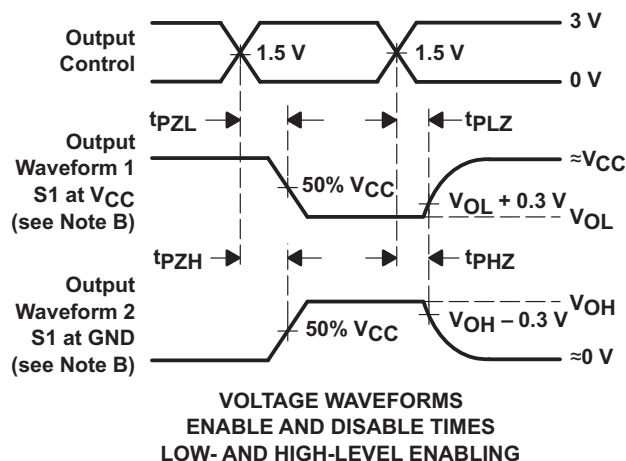 3 V
Output
Control
1.5 V
1.5 V
0 V
tPZL
tPLZ
Output
Waveform 1
S1 at VCC
(see Note B)
≈VCC
50% VCC
VOL + 0.3 V
VOL
tPZH
tPHZ
Output
Waveform 2
S1 at GND
(see Note B)
VOH
50% VCC
VOH – 0.3 V
≈0 V
VOLTAGE WAVEFORMS
ENABLE AND DISABLE TIMES
LOW- AND HIGH-LEVEL ENABLING